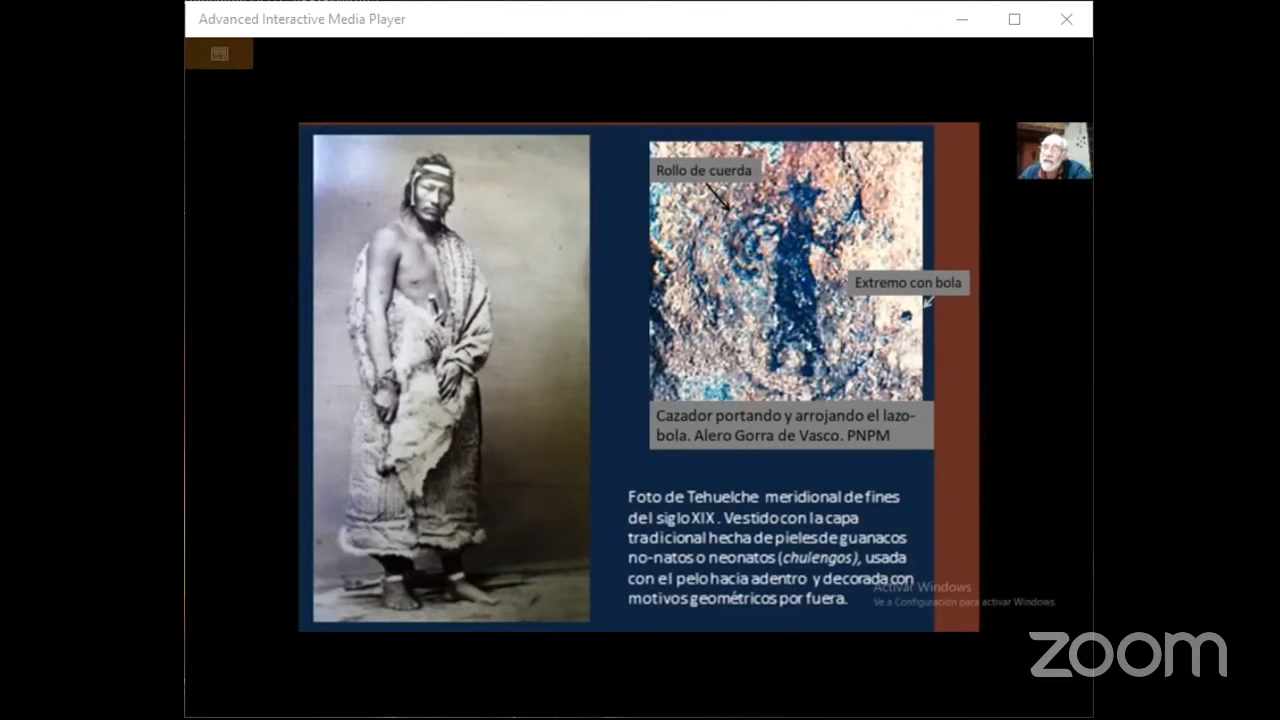 Advanced Interactive Media Player
Rollo de cuerda
Extremo con bola
Cazador portando y arrojando el lazo-
bola. Alero Gorra de Vasco. PNPM
Foto de Tehuelche meridional de fines
del siglo XIX. Vestido con la capa
tradicional hecha de pieles de guanacos
no-natos o neonatos (chulengos), usada
con el pelo hacia adentro y decorada con
motivos geométricos por fuera.
Activar Windows
Ve a Configuración para activar Windows.
zoom